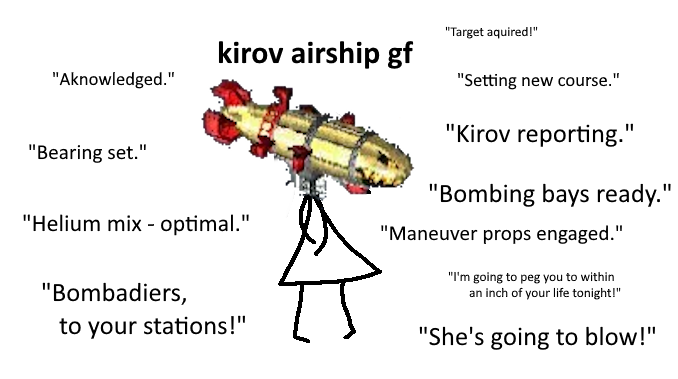 kirov airship gf
"Target aquired!"
"Aknowledged."
"Setting new course."
"Kirov reporting."
"Bearing set."
"Bombing bays ready."
"Helium mix - optimal."
"Maneuver props engaged."
"I'm going to peg you to within
an inch of your life tonight!"
"Bombadiers,
to your stations!"
"She's going to blow!"